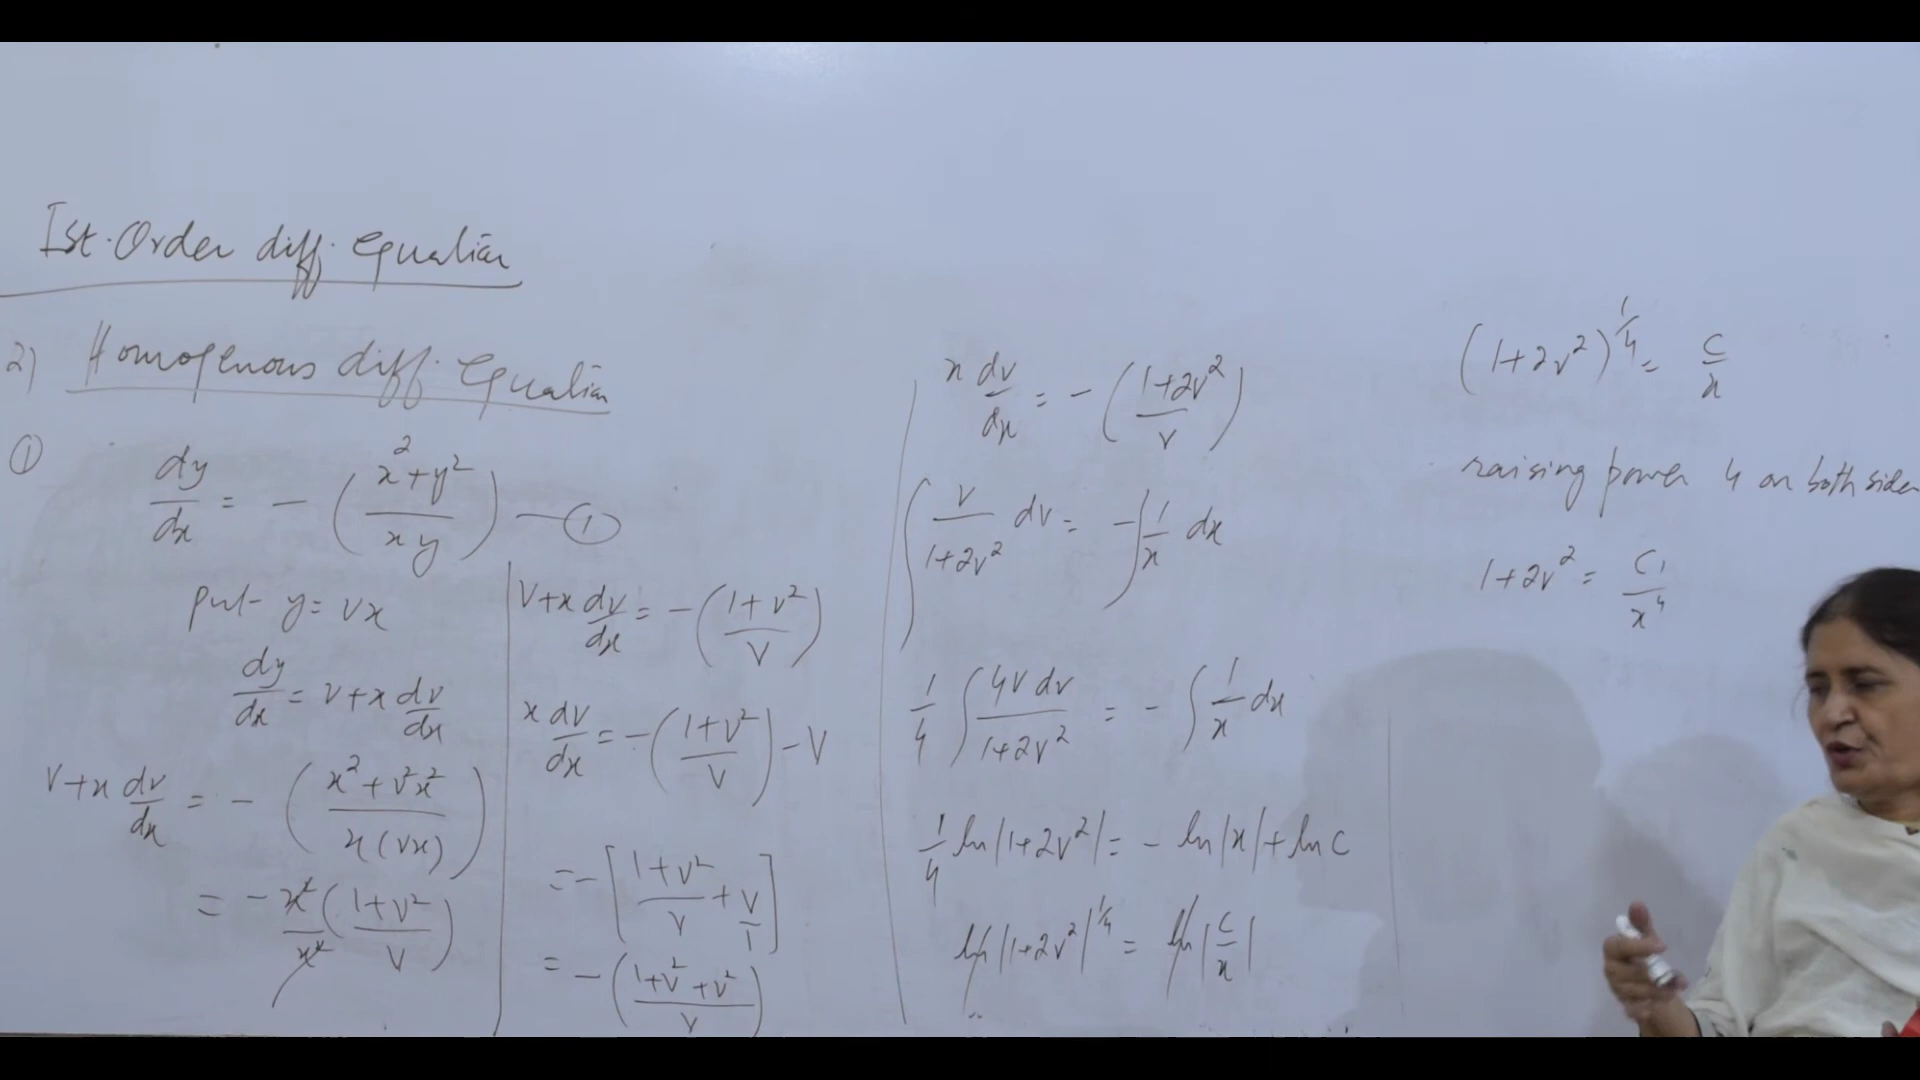 Ist. Order diff. equation
2) Homogenous diff. equation
① dy/dx = - (x²+y²/xy) — ①
put y = vx
dy/dx = v+x dv/dx
v+x dv/dx = - (x²+v²x²/x(vx))
= - x²/x² (1+v²/v)
v+x dv/dx = - (1+v²/v)
x dv/dx = - (1+v²/v) - v
= - [1+v²/v + v/1]
= - (1+v²+v²/v)
x dv/dx = - (1+2v²/v)
∫ v/1+2v² dv = - ∫ 1/x dx
1/4 ∫ 4v dv/1+2v² = - ∫ 1/x dx
1/4 ln|1+2v²| = - ln|x| + ln c
ln|1+2v²|^1/4 = ln|c/x|
(1+2v²)^1/4 = c/x
raising power 4 on both sides
1+2v² = c₁/x⁴